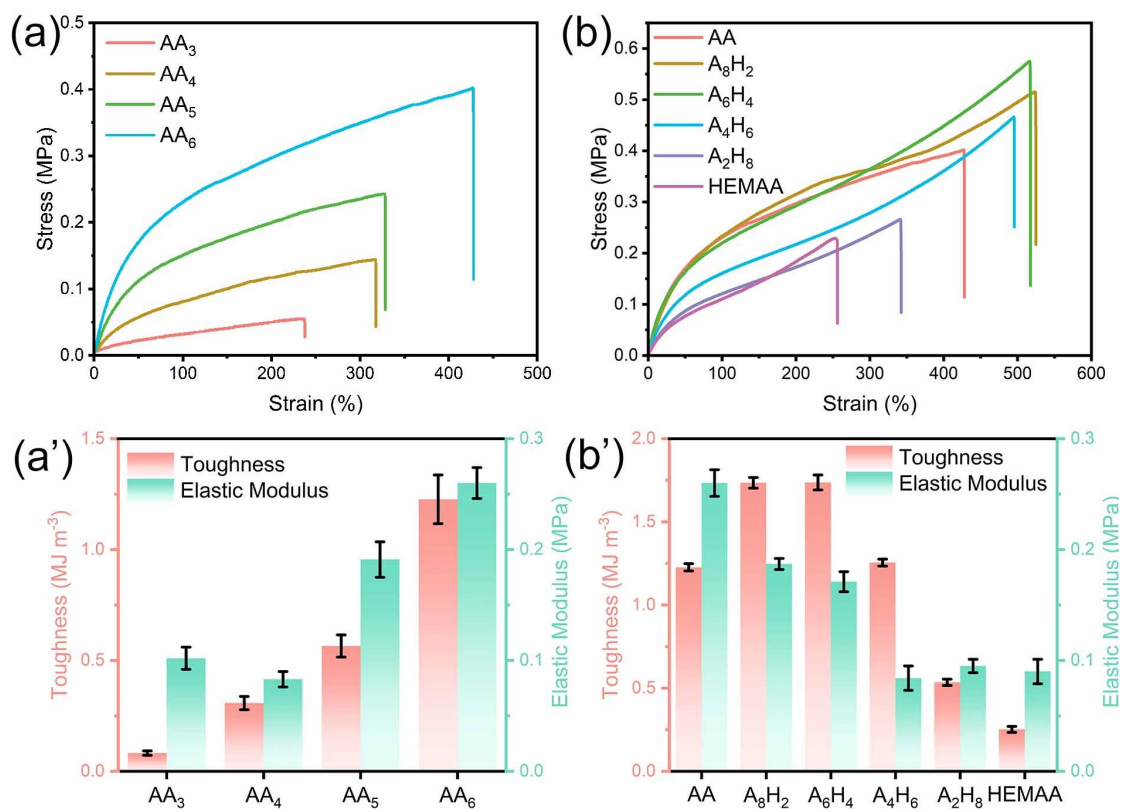 (a)
AA₃
AA₄
AA₅
AA₆
Stress (MPa)
0.5
0.4
0.3
0.2
0.1
0.0
0 100 200 300 400 500
Strain (%)
(b)
AA
A₈H₂
A₆H₄
A₄H₆
A₂H₈
HEMAA
Stress (MPa)
0.6
0.5
0.4
0.3
0.2
0.1
0.0
0 100 200 300 400 500 600
Strain (%)
(a’)
Toughness
Elastic Modulus
Toughness (MJ m⁻³)
1.5
1.0
0.5
0.0
Elastic Modulus (MPa)
0.3
0.2
0.1
0.0
AA₃ AA₄ AA₅ AA₆
(b’)
Toughness
Elastic Modulus
Toughness (MJ m⁻³)
2.0
1.5
1.0
0.5
0.0
Elastic Modulus (MPa)
0.3
0.2
0.1
0.0
AA A₈H₂ A₆H₄ A₄H₆ A₂H₈ HEMAA